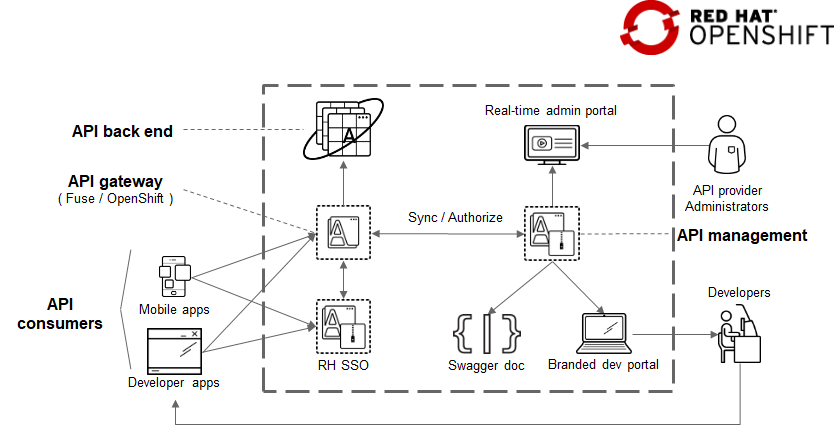 RED HAT®
OPENSHIFT
Real-time admin portal
API back end
API gateway
( Fuse / OpenShift )
A
API provider
Administrators
Sync / Authorize
API management
API
consumers
Mobile apps
Developers
Developer apps
RH SSO
Swagger doc
Branded dev portal